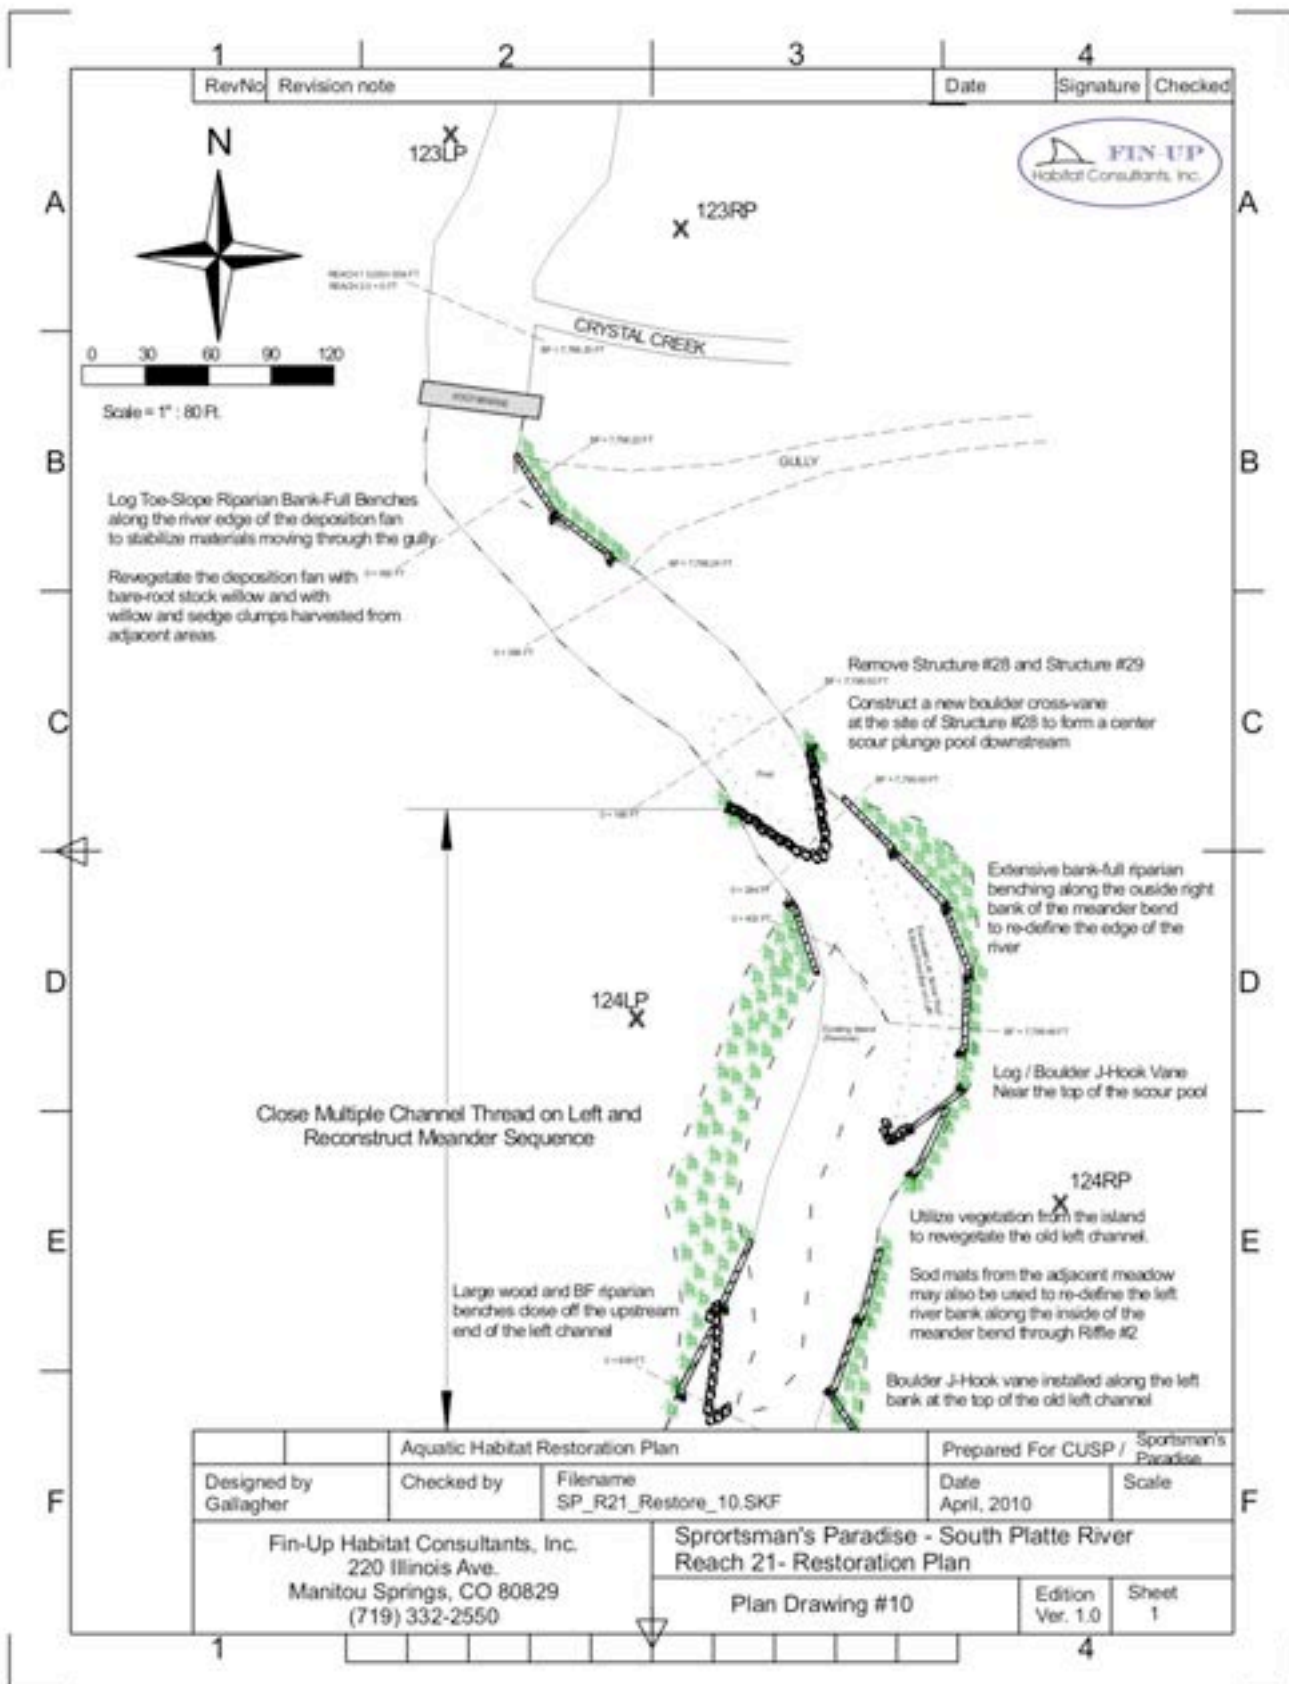 1 2 3 4
RevNo Revision note Date Signature Checked
N
123LP
FIN-UP
Habitat Consultants, Inc.
A A
123RP
CRYSTAL CREEK
0 30 60 90 120
Scale = 1" : 80 Ft.
B B
GULLY
Log Toe-Slope Riparian Bank-Full Benches
along the river edge of the deposition fan
to stabilize materials moving through the gully
Revegetate the deposition fan with
bare-root stock willow and with
willow and sedge clumps harvested from
adjacent areas
Remove Structure #28 and Structure #29
Construct a new boulder cross-vane
at the site of Structure #28 to form a center
scour plunge pool downstream
C C
Pool
Extensive bank-full riparian
benching along the ouside right
bank of the meander bend
to re-define the edge of the
river
D D
124LP
Log / Boulder J-Hook Vane
Near the top of the scour pool
Close Multiple Channel Thread on Left and
Reconstruct Meander Sequence
124RP
Utilize vegetation from the island
to revegetate the old left channel.
E E
Sod mats from the adjacent meadow
may also be used to re-define the left
river bank along the inside of the
meander bend through Riffle #2
Large wood and BF riparian
benches close off the upstream
end of the left channel
Boulder J-Hook vane installed along the left
bank at the top of the old left channel
Aquatic Habitat Restoration Plan
Prepared For CUSP / Sportsman's
Paradise
Designed by
Gallagher
Checked by
Filename
SP_R21_Restore_10.SKF
Date
April, 2010
Scale
F F
Fin-Up Habitat Consultants, Inc.
220 Illinois Ave.
Manitou Springs, CO 80829
(719) 332-2550
Sprortsman's Paradise - South Platte River
Reach 21- Restoration Plan
Plan Drawing #10
Edition
Ver. 1.0
Sheet
1
1 4